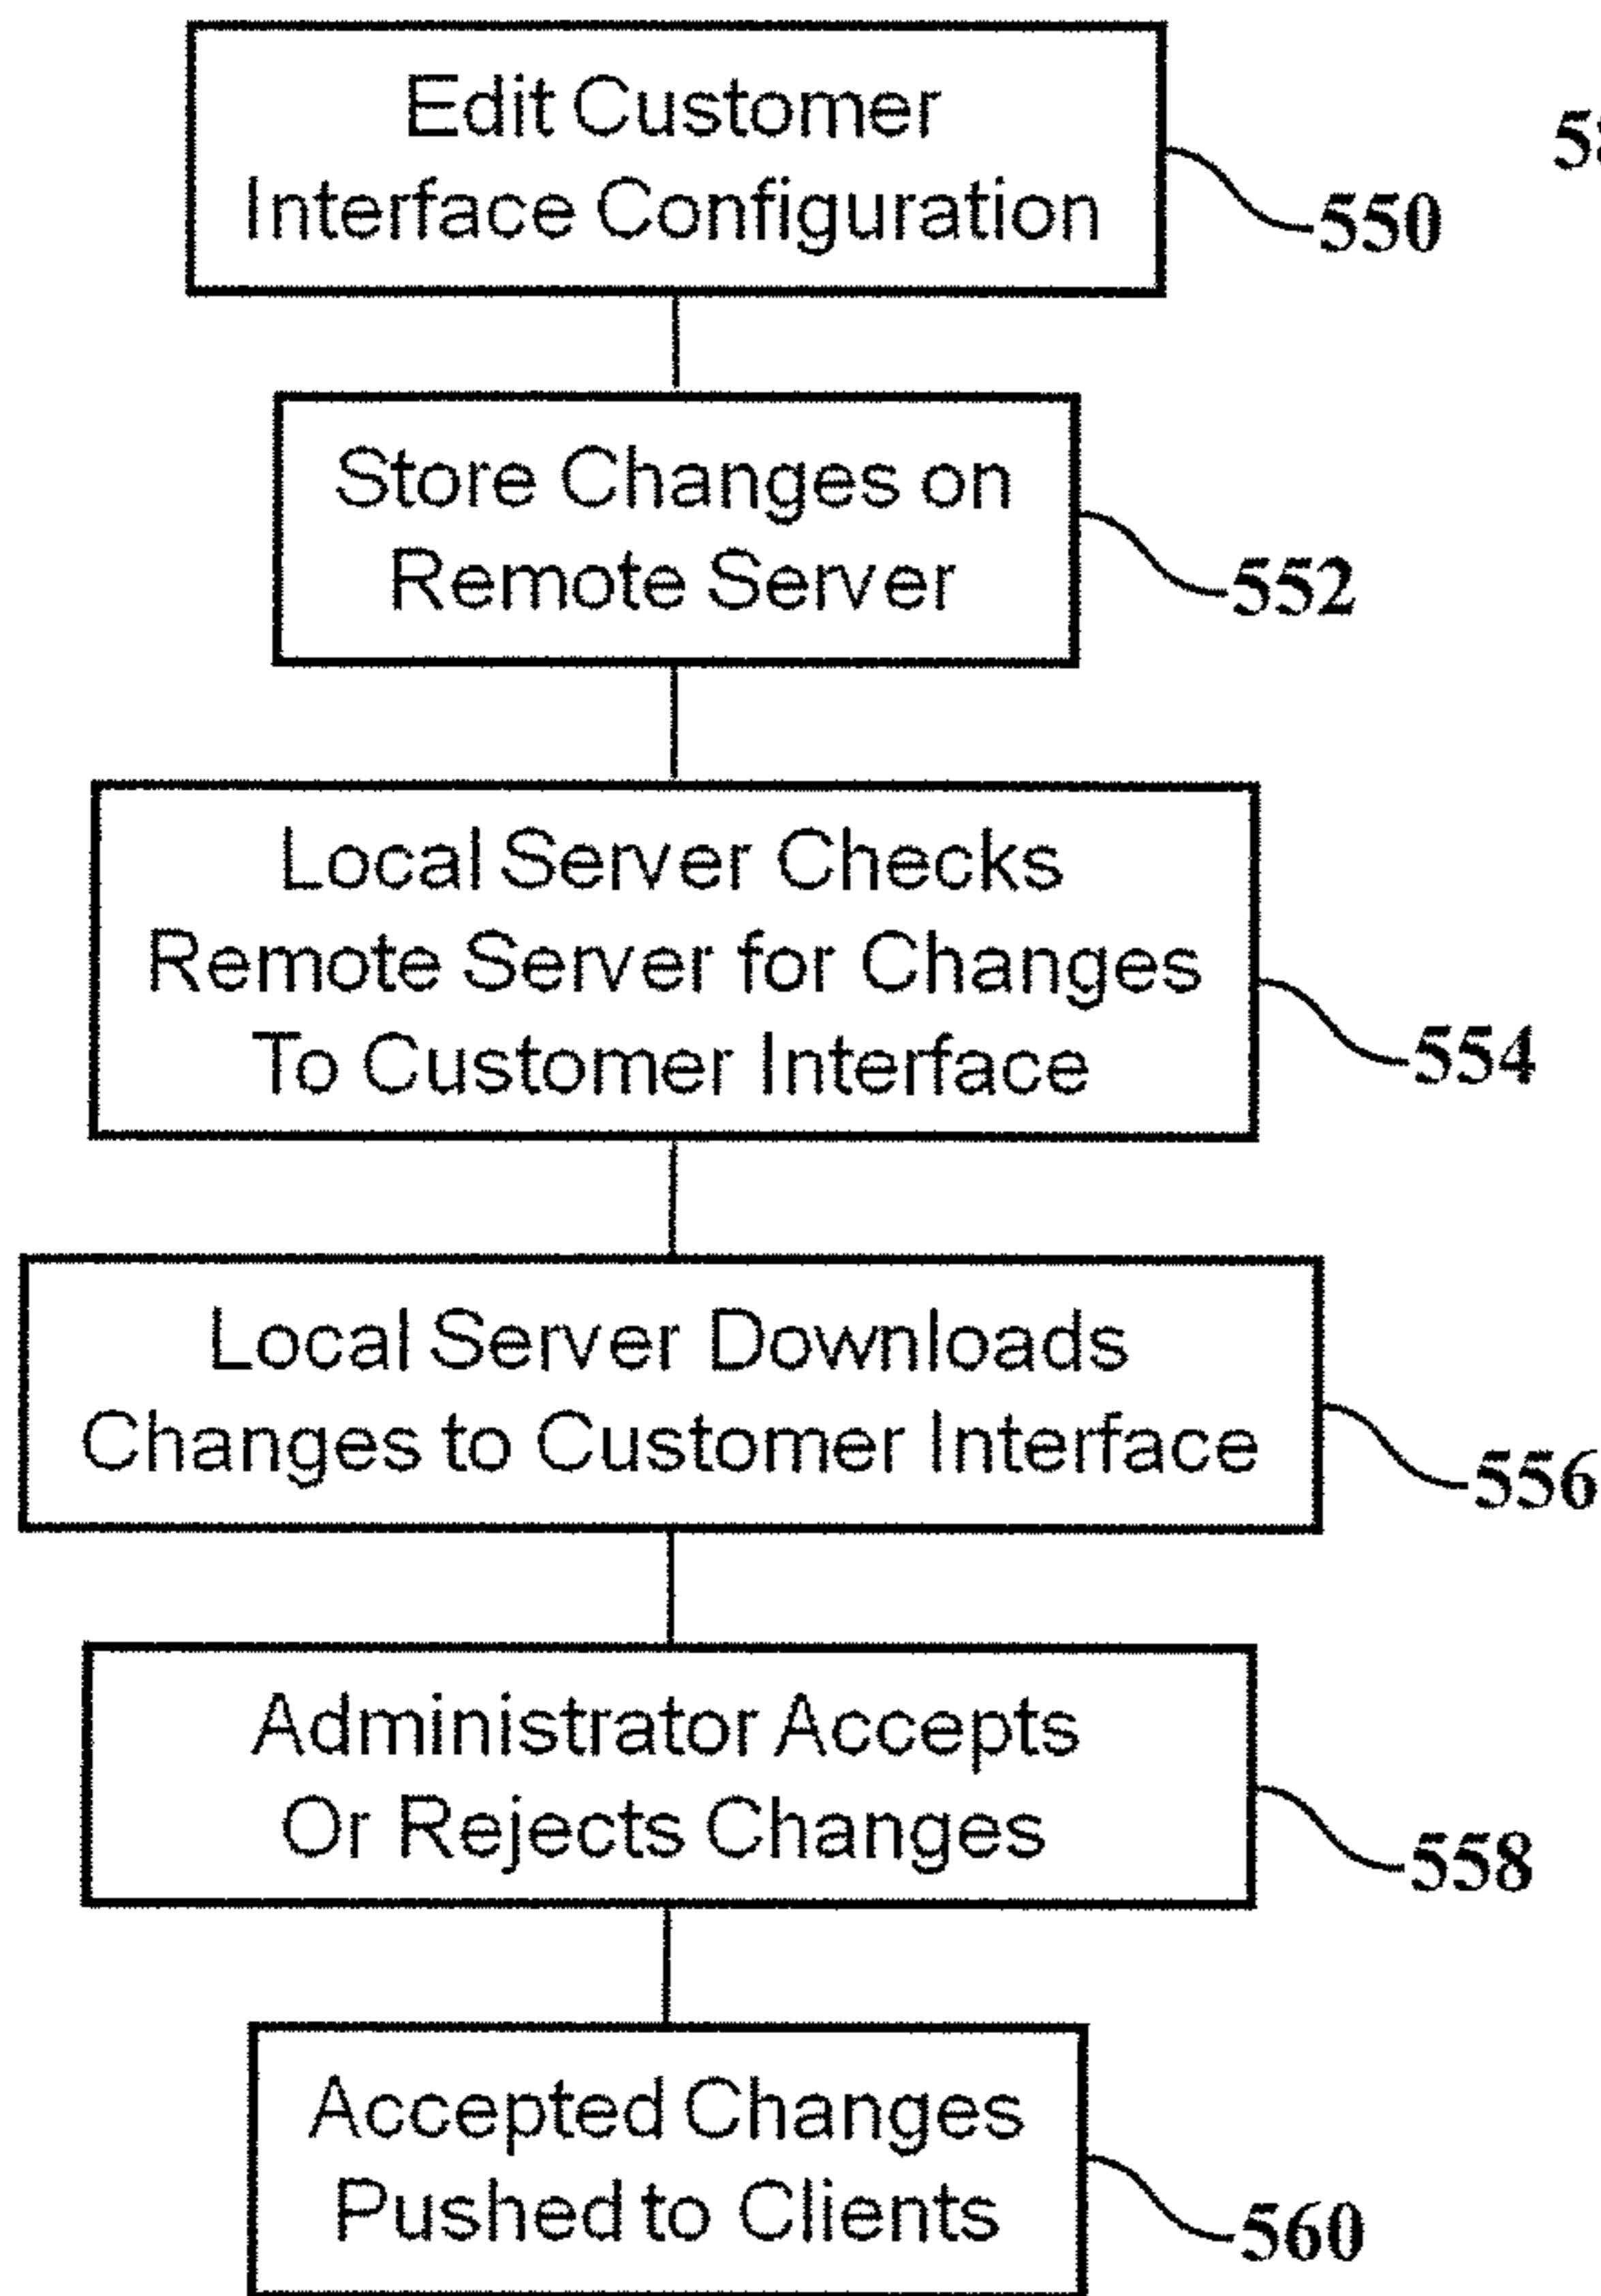 Edit Customer
Interface Configuration
550
Store Changes on
Remote Server
552
Local Server Checks
Remote Server for Changes
To Customer Interface
554
Local Server Downloads
Changes to Customer Interface
556
Administrator Accepts
Or Rejects Changes
558
Accepted Changes
Pushed to Clients
560